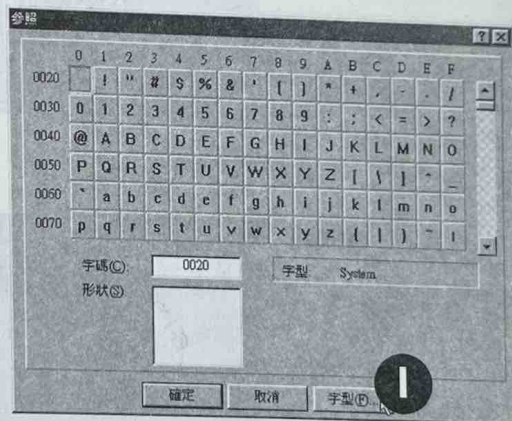 參照
0 1 2 3 4 5 6 7 8 9 A B C D E F
0020 ! " # $ % & ' ( ) * + , - . /
0030 0 1 2 3 4 5 6 7 8 9 : ; < = > ?
0040 @ A B C D E F G H I J K L M N O
0050 P Q R S T U V W X Y Z [ \ ] ^ _
0060 ` a b c d e f g h i j k l m n o
0070 p q r s t u v w x y z { | } ~ |
字碼(C): 0020 字型 System
形狀(S)
確定 取消 字型(F)...
1